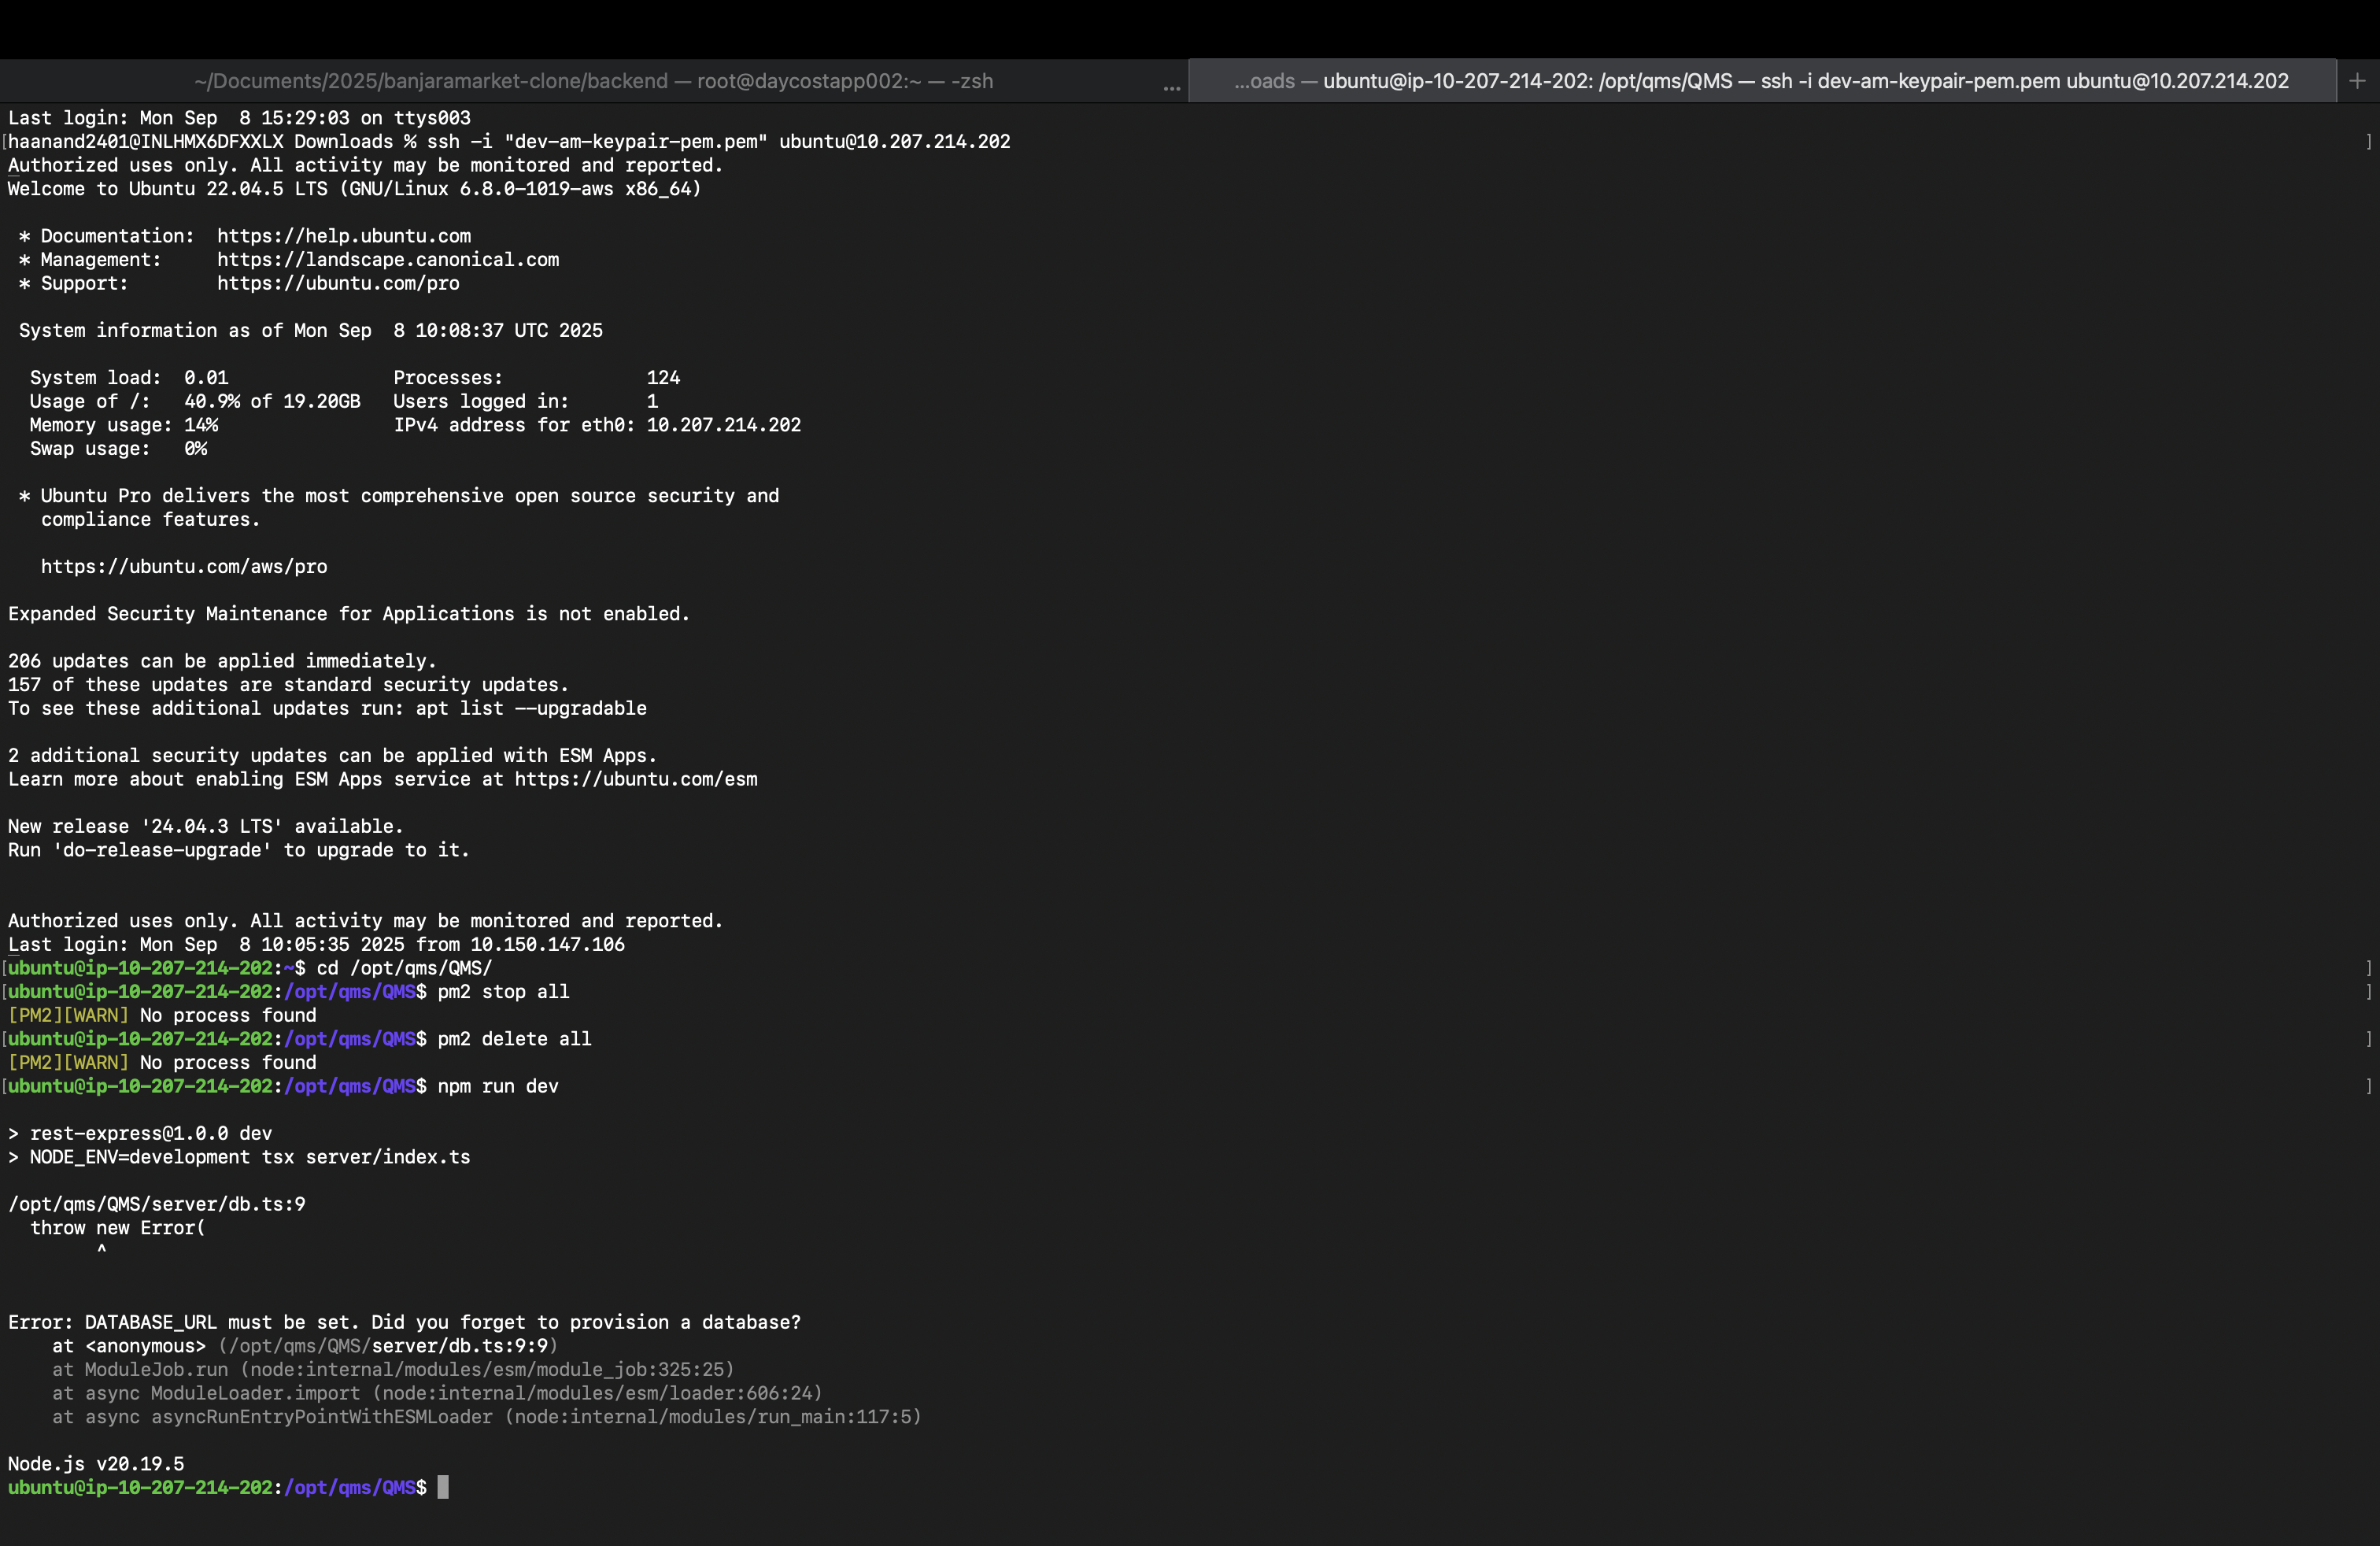 ~/Documents/2025/banjaramarket-clone/backend — root@daycostapp002:~ — -zsh
...
...oads — ubuntu@ip-10-207-214-202: /opt/qms/QMS — ssh -i dev-am-keypair-pem.pem ubuntu@10.207.214.202
+
Last login: Mon Sep  8 15:29:03 on ttys003
[haanand2401@INLHMX6DFXXLX Downloads % ssh -i "dev-am-keypair-pem.pem" ubuntu@10.207.214.202 ]
Authorized uses only. All activity may be monitored and reported.
Welcome to Ubuntu 22.04.5 LTS (GNU/Linux 6.8.0-1019-aws x86_64)

 * Documentation:  https://help.ubuntu.com
 * Management:     https://landscape.canonical.com
 * Support:        https://ubuntu.com/pro

 System information as of Mon Sep  8 10:08:37 UTC 2025

  System load:  0.01               Processes:             124
  Usage of /:   40.9% of 19.20GB   Users logged in:       1
  Memory usage: 14%                IPv4 address for eth0: 10.207.214.202
  Swap usage:   0%

 * Ubuntu Pro delivers the most comprehensive open source security and
   compliance features.

   https://ubuntu.com/aws/pro

Expanded Security Maintenance for Applications is not enabled.

206 updates can be applied immediately.
157 of these updates are standard security updates.
To see these additional updates run: apt list --upgradable

2 additional security updates can be applied with ESM Apps.
Learn more about enabling ESM Apps service at https://ubuntu.com/esm

New release '24.04.3 LTS' available.
Run 'do-release-upgrade' to upgrade to it.

Authorized uses only. All activity may be monitored and reported.
Last login: Mon Sep  8 10:05:35 2025 from 10.150.147.106
[ubuntu@ip-10-207-214-202:~$ cd /opt/qms/QMS/ ]
[ubuntu@ip-10-207-214-202:/opt/qms/QMS$ pm2 stop all ]
[PM2][WARN] No process found
[ubuntu@ip-10-207-214-202:/opt/qms/QMS$ pm2 delete all ]
[PM2][WARN] No process found
[ubuntu@ip-10-207-214-202:/opt/qms/QMS$ npm run dev ]

> rest-express@1.0.0 dev
> NODE_ENV=development tsx server/index.ts

/opt/qms/QMS/server/db.ts:9
  throw new Error(
        ^

Error: DATABASE_URL must be set. Did you forget to provision a database?
    at <anonymous> (/opt/qms/QMS/server/db.ts:9:9)
    at ModuleJob.run (node:internal/modules/esm/module_job:325:25)
    at async ModuleLoader.import (node:internal/modules/esm/loader:606:24)
    at async asyncRunEntryPointWithESMLoader (node:internal/modules/run_main:117:5)

Node.js v20.19.5
ubuntu@ip-10-207-214-202:/opt/qms/QMS$